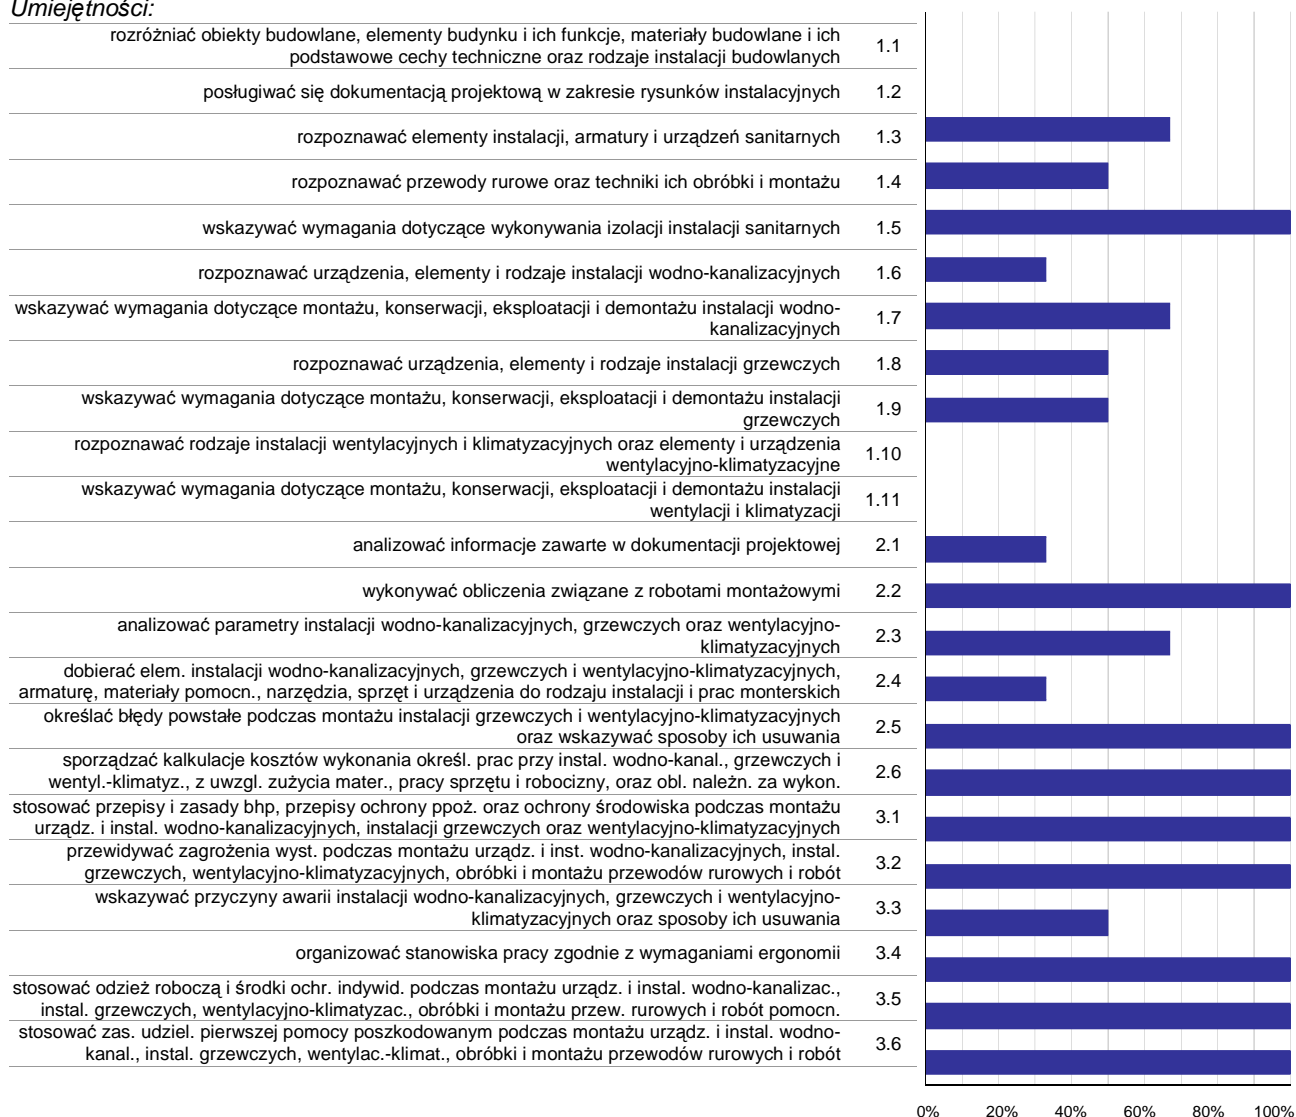 Umiejętności:
rozróżniać obiekty budowlane, elementy budynku i ich funkcje, materiały budowlane i ich
podstawowe cechy techniczne oraz rodzaje instalacji budowlanych
1.1
posługiwać się dokumentacją projektową w zakresie rysunków instalacyjnych 1.2
rozpoznawać elementy instalacji, armatury i urządzeń sanitarnych 1.3
rozpoznawać przewody rurowe oraz techniki ich obróbki i montażu 1.4
wskazywać wymagania dotyczące wykonywania izolacji instalacji sanitarnych 1.5
rozpoznawać urządzenia, elementy i rodzaje instalacji wodno-kanalizacyjnych 1.6
wskazywać wymagania dotyczące montażu, konserwacji, eksploatacji i demontażu instalacji wodno-
kanalizacyjnych
1.7
rozpoznawać urządzenia, elementy i rodzaje instalacji grzewczych 1.8
wskazywać wymagania dotyczące montażu, konserwacji, eksploatacji i demontażu instalacji
grzewczych
1.9
rozpoznawać rodzaje instalacji wentylacyjnych i klimatyzacyjnych oraz elementy i urządzenia
wentylacyjno-klimatyzacyjne
1.10
wskazywać wymagania dotyczące montażu, konserwacji, eksploatacji i demontażu instalacji
wentylacji i klimatyzacji
1.11
analizować informacje zawarte w dokumentacji projektowej 2.1
wykonywać obliczenia związane z robotami montażowymi 2.2
analizować parametry instalacji wodno-kanalizacyjnych, grzewczych oraz wentylacyjno-
klimatyzacyjnych
2.3
dobierać elem. instalacji wodno-kanalizacyjnych, grzewczych i wentylacyjno-klimatyzacyjnych,
armaturę, materiały pomocn., narzędzia, sprzęt i urządzenia do rodzaju instalacji i prac monterskich
2.4
określać błędy powstałe podczas montażu instalacji grzewczych i wentylacyjno-klimatyzacyjnych
oraz wskazywać sposoby ich usuwania
2.5
sporządzać kalkulacje kosztów wykonania określ. prac przy instal. wodno-kanal., grzewczych i
wentyl.-klimatyz., z uwzgl. zużycia mater., pracy sprzętu i robocizny, oraz obl. należn. za wykon.
2.6
stosować przepisy i zasady bhp, przepisy ochrony ppoż. oraz ochrony środowiska podczas montażu
urządz. i instal. wodno-kanalizacyjnych, instalacji grzewczych oraz wentylacyjno-klimatyzacyjnych
3.1
przewidywać zagrożenia wyst. podczas montażu urządz. i inst. wodno-kanalizacyjnych, instal.
grzewczych, wentylacyjno-klimatyzacyjnych, obróbki i montażu przewodów rurowych i robót
3.2
wskazywać przyczyny awarii instalacji wodno-kanalizacyjnych, grzewczych i wentylacyjno-
klimatyzacyjnych oraz sposoby ich usuwania
3.3
organizować stanowiska pracy zgodnie z wymaganiami ergonomii 3.4
stosować odzież roboczą i środki ochr. indywid. podczas montażu urządz. i instal. wodno-kanalizac.,
instal. grzewczych, wentylacyjno-klimatyzac., obróbki i montażu przew. rurowych i robót pomocn.
3.5
stosować zas. udziel. pierwszej pomocy poszkodowanym podczas montażu urządz. i instal. wodno-
kanal., instal. grzewczych, wentylac.-klimat., obróbki i montażu przewodów rurowych i robót
3.6
0% 20% 40% 60% 80% 100%